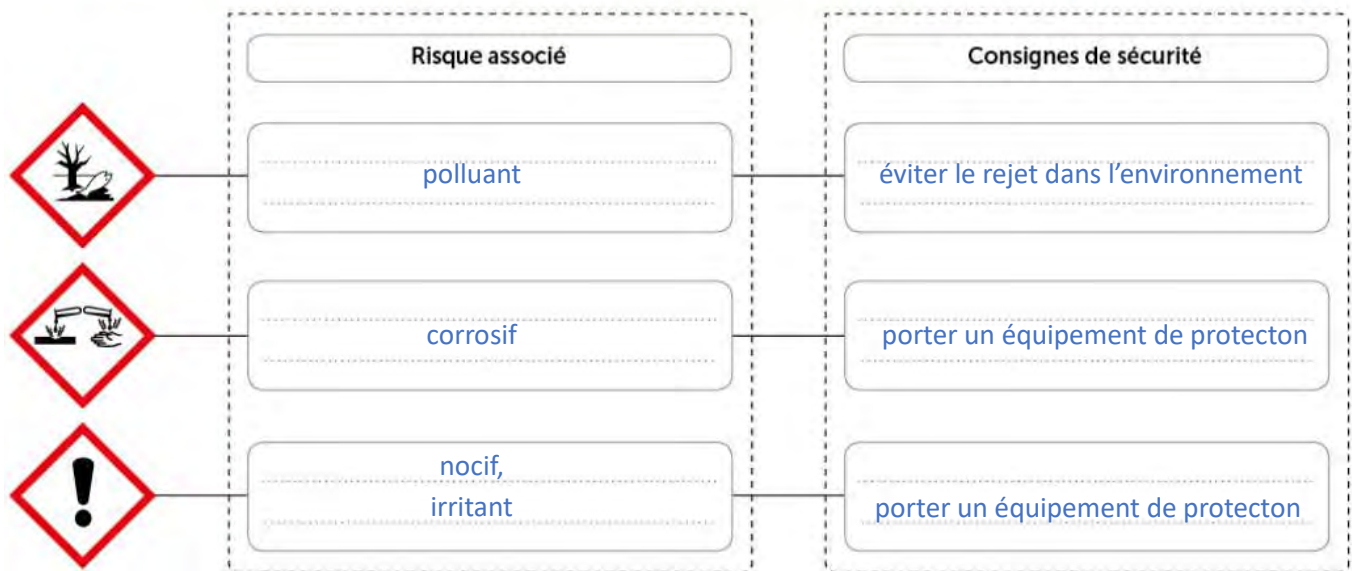 Risque associé
Consignes de sécurité
polluant
éviter le rejet dans l’environnement
corrosif
porter un équipement de protecton
nocif,
irritant
porter un équipement de protecton